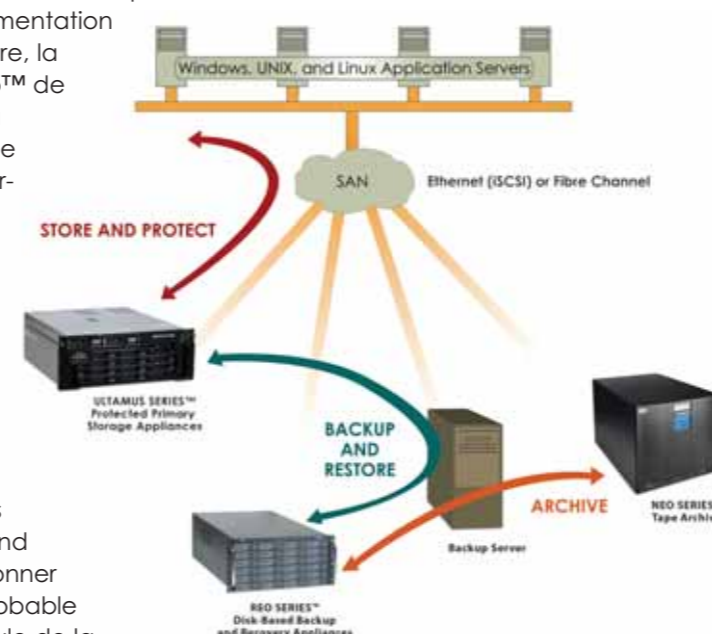 mentation
re, la
™ de
e
r-
s
nd
onner
obable
Windows, UNIX, and Linux Application Servers
SAN
Ethernet (iSCSI) or Fibre Channel
STORE AND PROTECT
ULTAMUS SERIES™
Protected Primary
Storage Appliances
BACKUP
AND
RESTORE
ARCHIVE
Backup Server
NEO SERIES
Tape Archi
REO SERIES™
Disk-Based Backup
and Recovery Appliances